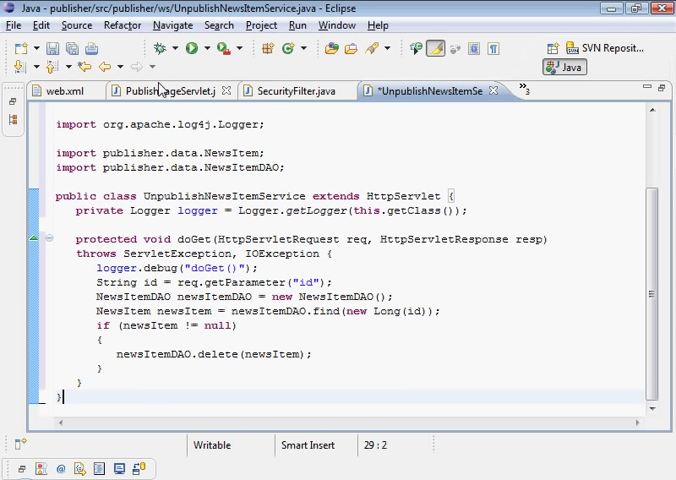 Java - publisher/src/publisher/ws/UnpublishNewsItemService.java - Eclipse
File Edit Source Refactor Navigate Search Project Run Window Help
SVN Reposit...
Java
web.xml
SecurityFilter.java
*UnpublishNewsItemSe
»3
import org.apache.log4j.Logger;
import publisher.data.NewsItem;
import publisher.data.NewsItemDAO;
public class UnpublishNewsItemService extends HttpServlet {
private Logger logger = Logger.getLogger(this.getClass());
protected void doGet(HttpServletRequest req, HttpServletResponse resp)
throws ServletException, IOException {
logger.debug("doGet()");
String id = req.getParameter("id");
NewsItemDAO newsItemDAO = new NewsItemDAO();
NewsItem newsItem = newsItemDAO.find(new Long(id));
if (newsItem != null)
{
newsItemDAO.delete(newsItem);
}
}
}
Writable Smart Insert 29 : 2